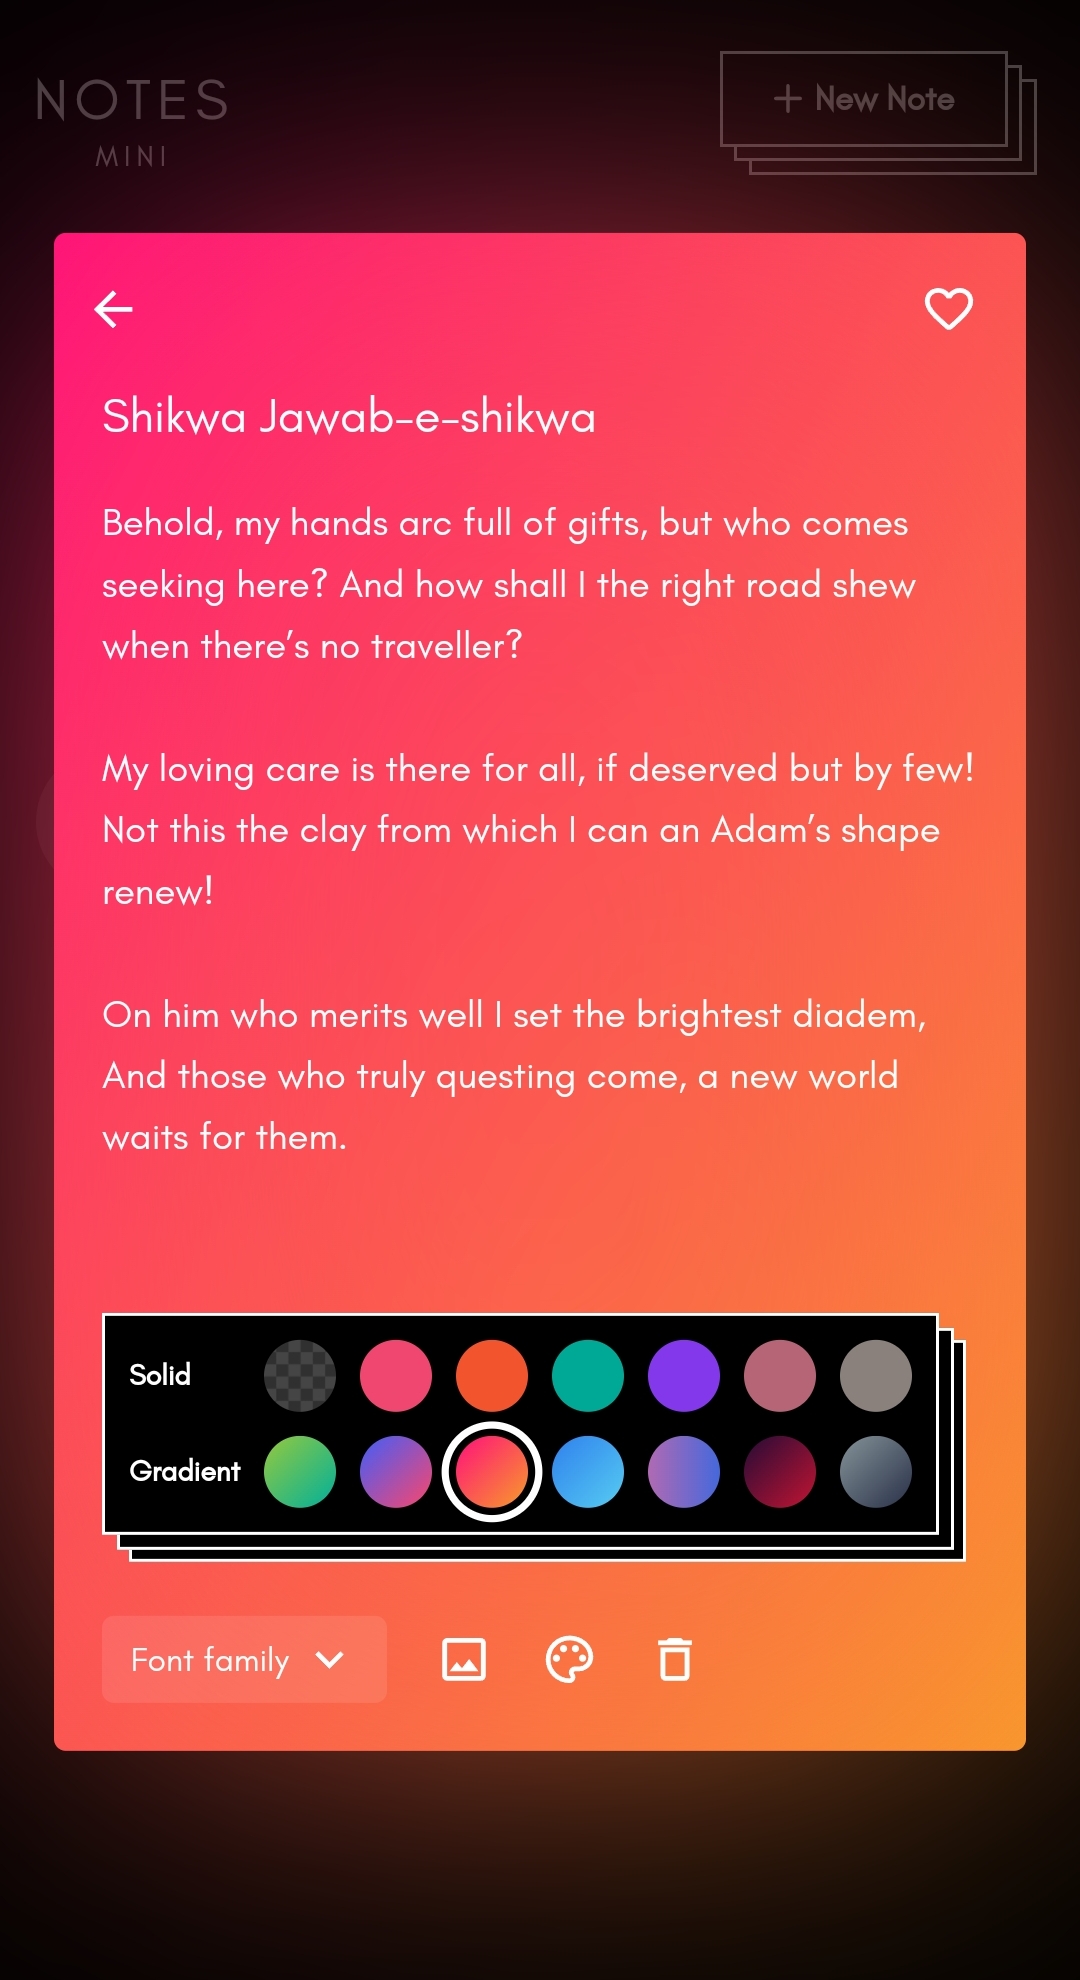 NOTES
MINI
+ New Note
Shikwa Jawab-e-shikwa
Behold, my hands arc full of gifts, but who comes
seeking here? And how shall I the right road shew
when there's no traveller?
My loving care is there for all, if deserved but by few!
Not this the clay from which I can an Adam's shape
renew!
On him who merits well I set the brightest diadem,
And those who truly questing come, a new world
waits for them.
Solid
Gradient
Font family